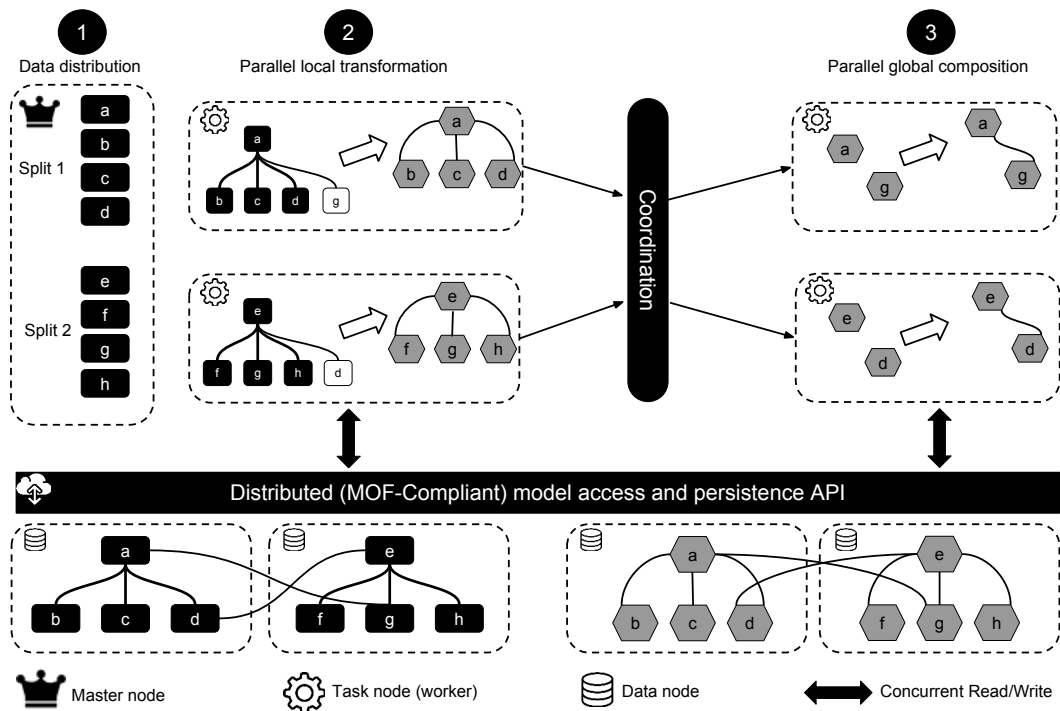 1
2
3
Data distribution
Parallel local transformation
Parallel global composition
Split 1
a
b
c
d
Split 2
e
f
g
h
a
b
c
d
g
a
b
c
d
e
f
g
h
d
e
f
g
h
Coordination
a
g
a
g
e
d
e
d
Distributed (MOF-Compliant) model access and persistence API
a
b
c
d
e
f
g
h
a
b
c
d
e
f
g
h
Master node
Task node (worker)
Data node
Concurrent Read/Write